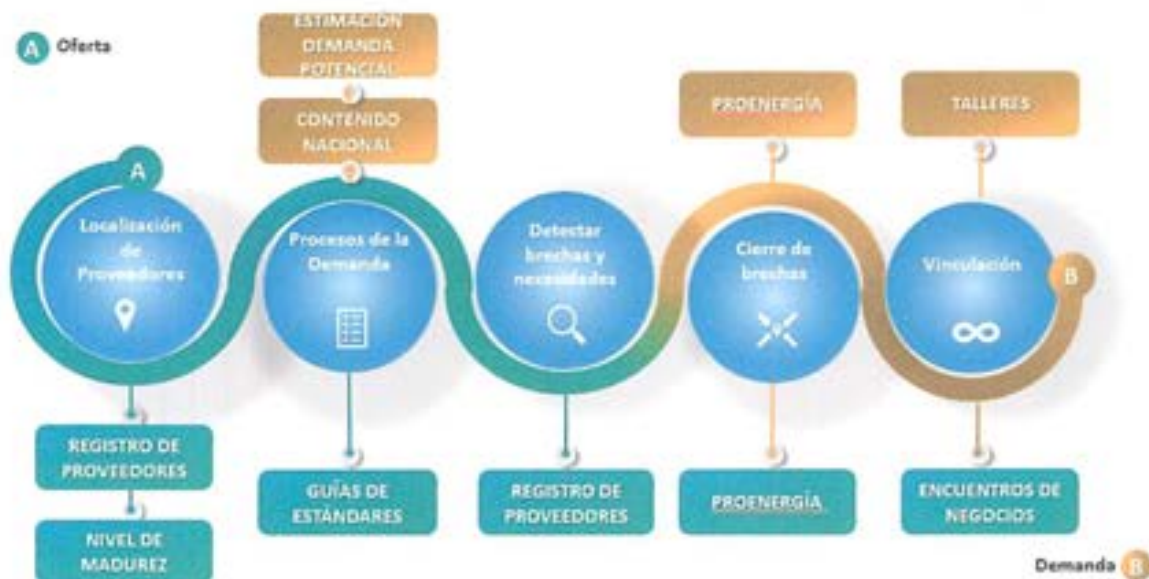 A Oferta
ESTIMACIÓN
DEMANDA
POTENCIAL
CONTENIDO
NACIONAL
PROENERGÍA
TALLERES
A
Localización
de
Proveedores
Procesos de la
Demanda
Detectar
brechas y
necesidades
Cierre de
brechas
Vinculación
B
REGISTRO DE
PROVEEDORES
NIVEL DE
MADUREZ
GUÍAS DE
ESTÁNDARES
REGISTRO DE
PROVEEDORES
PROENERGÍA
ENCUENTROS DE
NEGOCIOS
Demanda B